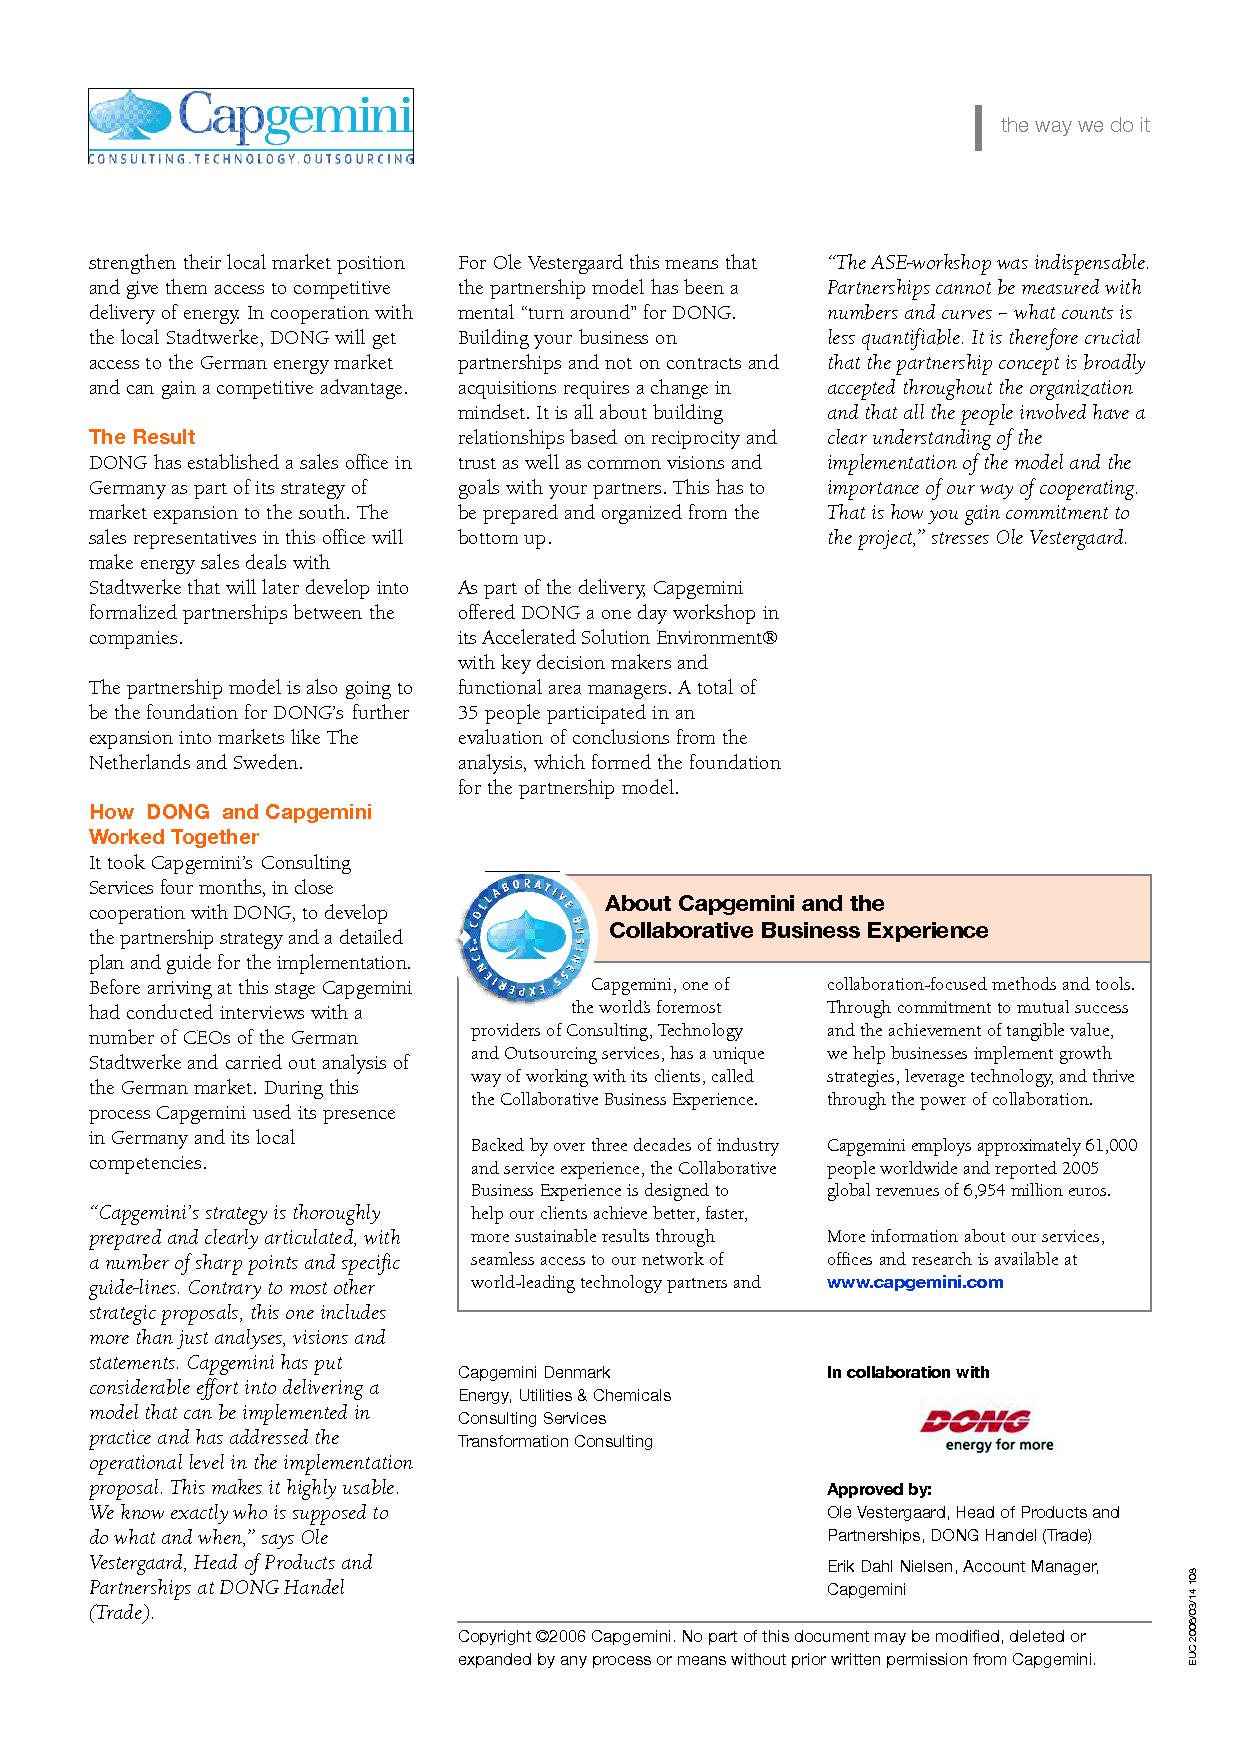 Capgemini
CONSULTING.TECHNOLOGY.OUTSOURCING
the way we do it
strengthen their local market position
and give them access to competitive
delivery of energy. In cooperation with
the local Stadtwerke, DONG will get
access to the German energy market
and can gain a competitive advantage.
The Result
DONG has established a sales office in
Germany as part of its strategy of
market expansion to the south. The
sales representatives in this office will
make energy sales deals with
Stadtwerke that will later develop into
formalized partnerships between the
companies.
The partnership model is also going to
be the foundation for DONG's further
expansion into markets like The
Netherlands and Sweden.
How DONG and Capgemini
Worked Together
It took Capgemini's Consulting
Services four months, in close
cooperation with DONG, to develop
the partnership strategy and a detailed
plan and guide for the implementation.
Before arriving at this stage Capgemini
had conducted interviews with a
number of CEOs of the German
Stadtwerke and carried out analysis of
the German market. During this
process Capgemini used its presence
in Germany and its local
competencies.
“Capgemini's strategy is thoroughly
prepared and clearly articulated, with
a number of sharp points and specific
guide-lines. Contrary to most other
strategic proposals, this one includes
more than just analyses, visions and
statements. Capgemini has put
considerable effort into delivering a
model that can be implemented in
practice and has addressed the
operational level in the implementation
proposal. This makes it highly usable.
We know exactly who is supposed to
do what and when,” says Ole
Vestergaard, Head of Products and
Partnerships at DONG Handel
(Trade).
For Ole Vestergaard this means that
the partnership model has been a
mental “turn around” for DONG.
Building your business on
partnerships and not on contracts and
acquisitions requires a change in
mindset. It is all about building
relationships based on reciprocity and
trust as well as common visions and
goals with your partners. This has to
be prepared and organized from the
bottom up.
As part of the delivery, Capgemini
offered DONG a one day workshop in
its Accelerated Solution Environment®
with key decision makers and
functional area managers. A total of
35 people participated in an
evaluation of conclusions from the
analysis, which formed the foundation
for the partnership model.
“The ASE-workshop was indispensable.
Partnerships cannot be measured with
numbers and curves – what counts is
less quantifiable. It is therefore crucial
that the partnership concept is broadly
accepted throughout the organization
and that all the people involved have a
clear understanding of the
implementation of the model and the
importance of our way of cooperating.
That is how you gain commitment to
the project,” stresses Ole Vestergaard.
COLLABORATIVE BUSINESS EXPERIENCE
About Capgemini and the
Collaborative Business Experience
Capgemini, one of
the world's foremost
providers of Consulting, Technology
and Outsourcing services, has a unique
way of working with its clients, called
the Collaborative Business Experience.
Backed by over three decades of industry
and service experience, the Collaborative
Business Experience is designed to
help our clients achieve better, faster,
more sustainable results through
seamless access to our network of
world-leading technology partners and
collaboration-focused methods and tools.
Through commitment to mutual success
and the achievement of tangible value,
we help businesses implement growth
strategies, leverage technology, and thrive
through the power of collaboration.
Capgemini employs approximately 61,000
people worldwide and reported 2005
global revenues of 6,954 million euros.
More information about our services,
offices and research is available at
www.capgemini.com
Capgemini Denmark
Energy, Utilities & Chemicals
Consulting Services
Transformation Consulting
In collaboration with
DONG
energy for more
Approved by:
Ole Vestergaard, Head of Products and
Partnerships, DONG Handel (Trade)
Erik Dahl Nielsen, Account Manager,
Capgemini
Copyright ©2006 Capgemini. No part of this document may be modified, deleted or
expanded by any process or means without prior written permission from Capgemini.
EUC 2006/03/14 108